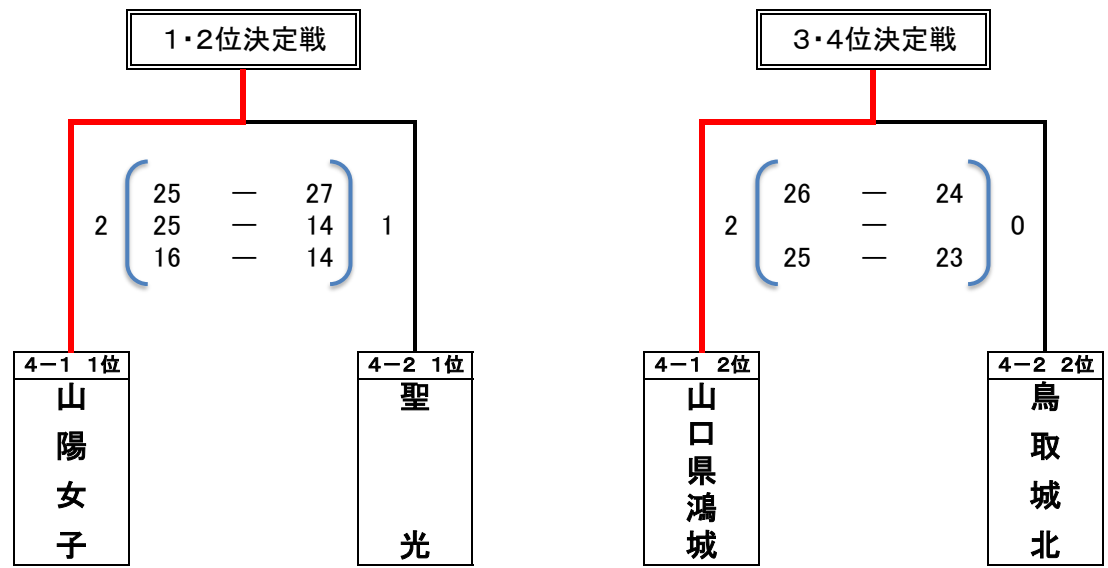 1・2位決定戦
2
25 ― 27
25 ― 14
16 ― 14
1
4－1 1位
山陽女子
4－2 1位
聖光
3・4位決定戦
2
26 ― 24
―
25 ― 23
0
4－1 2位
山口県鴻城
4－2 2位
鳥取城北